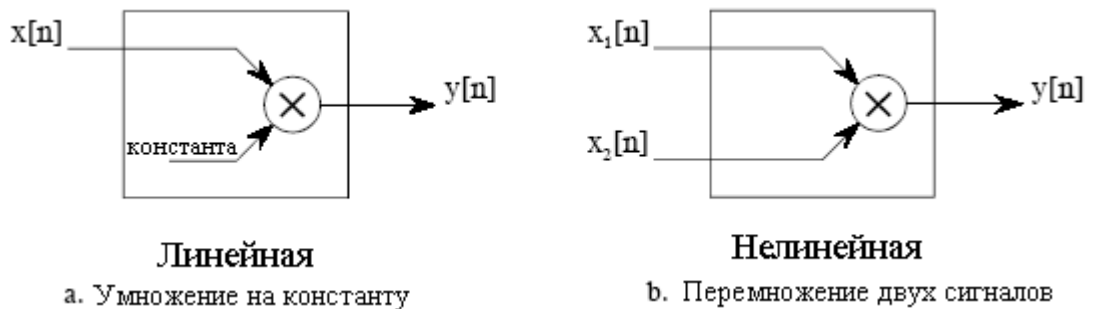 x[n]
y[n]
константа
Линейная
a. Умножение на константу
x₁[n]
y[n]
x₂[n]
Нелинейная
b. Перемножение двух сигналов